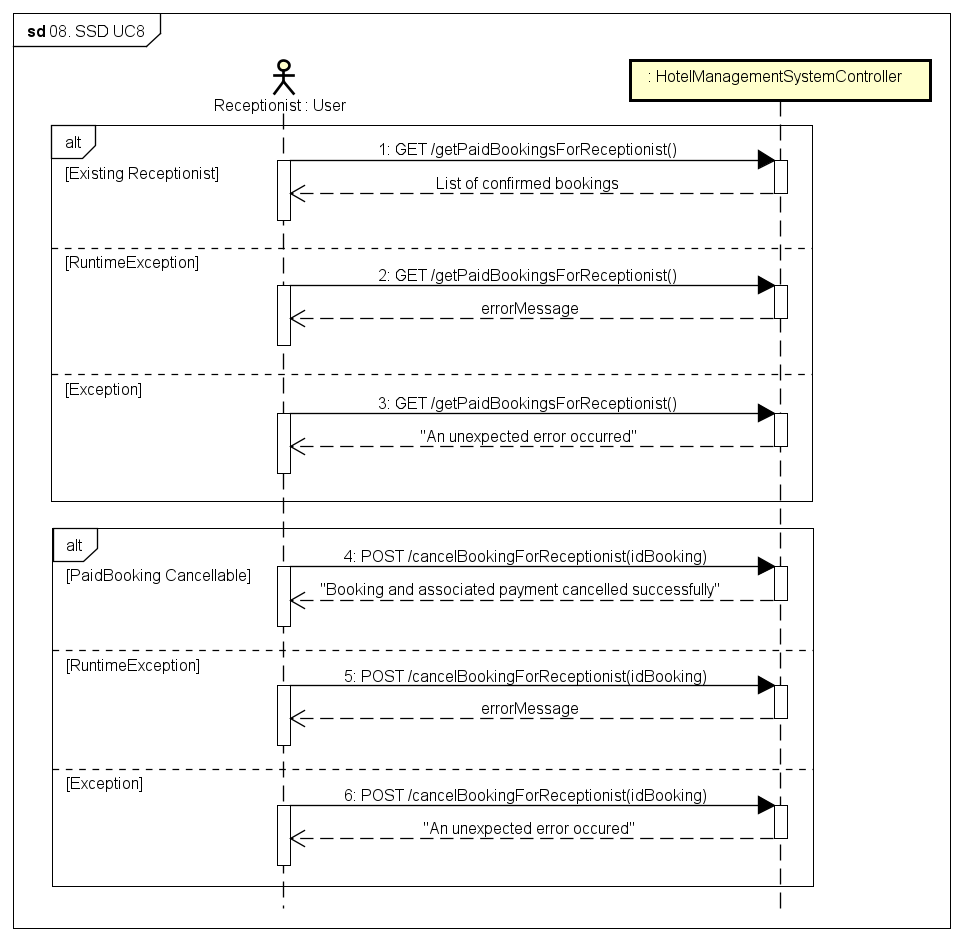 sd 08. SSD UC8
Receptionist : User
: HotelManagementSystemController
alt
[Existing Receptionist]
1: GET /getPaidBookingsForReceptionist()
List of confirmed bookings
[RuntimeException]
2: GET /getPaidBookingsForReceptionist()
errorMessage
[Exception]
3: GET /getPaidBookingsForReceptionist()
"An unexpected error occurred"
alt
[PaidBooking Cancellable]
4: POST /cancelBookingForReceptionist(idBooking)
"Booking and associated payment cancelled successfully"
[RuntimeException]
5: POST /cancelBookingForReceptionist(idBooking)
errorMessage
[Exception]
6: POST /cancelBookingForReceptionist(idBooking)
"An unexpected error occured"